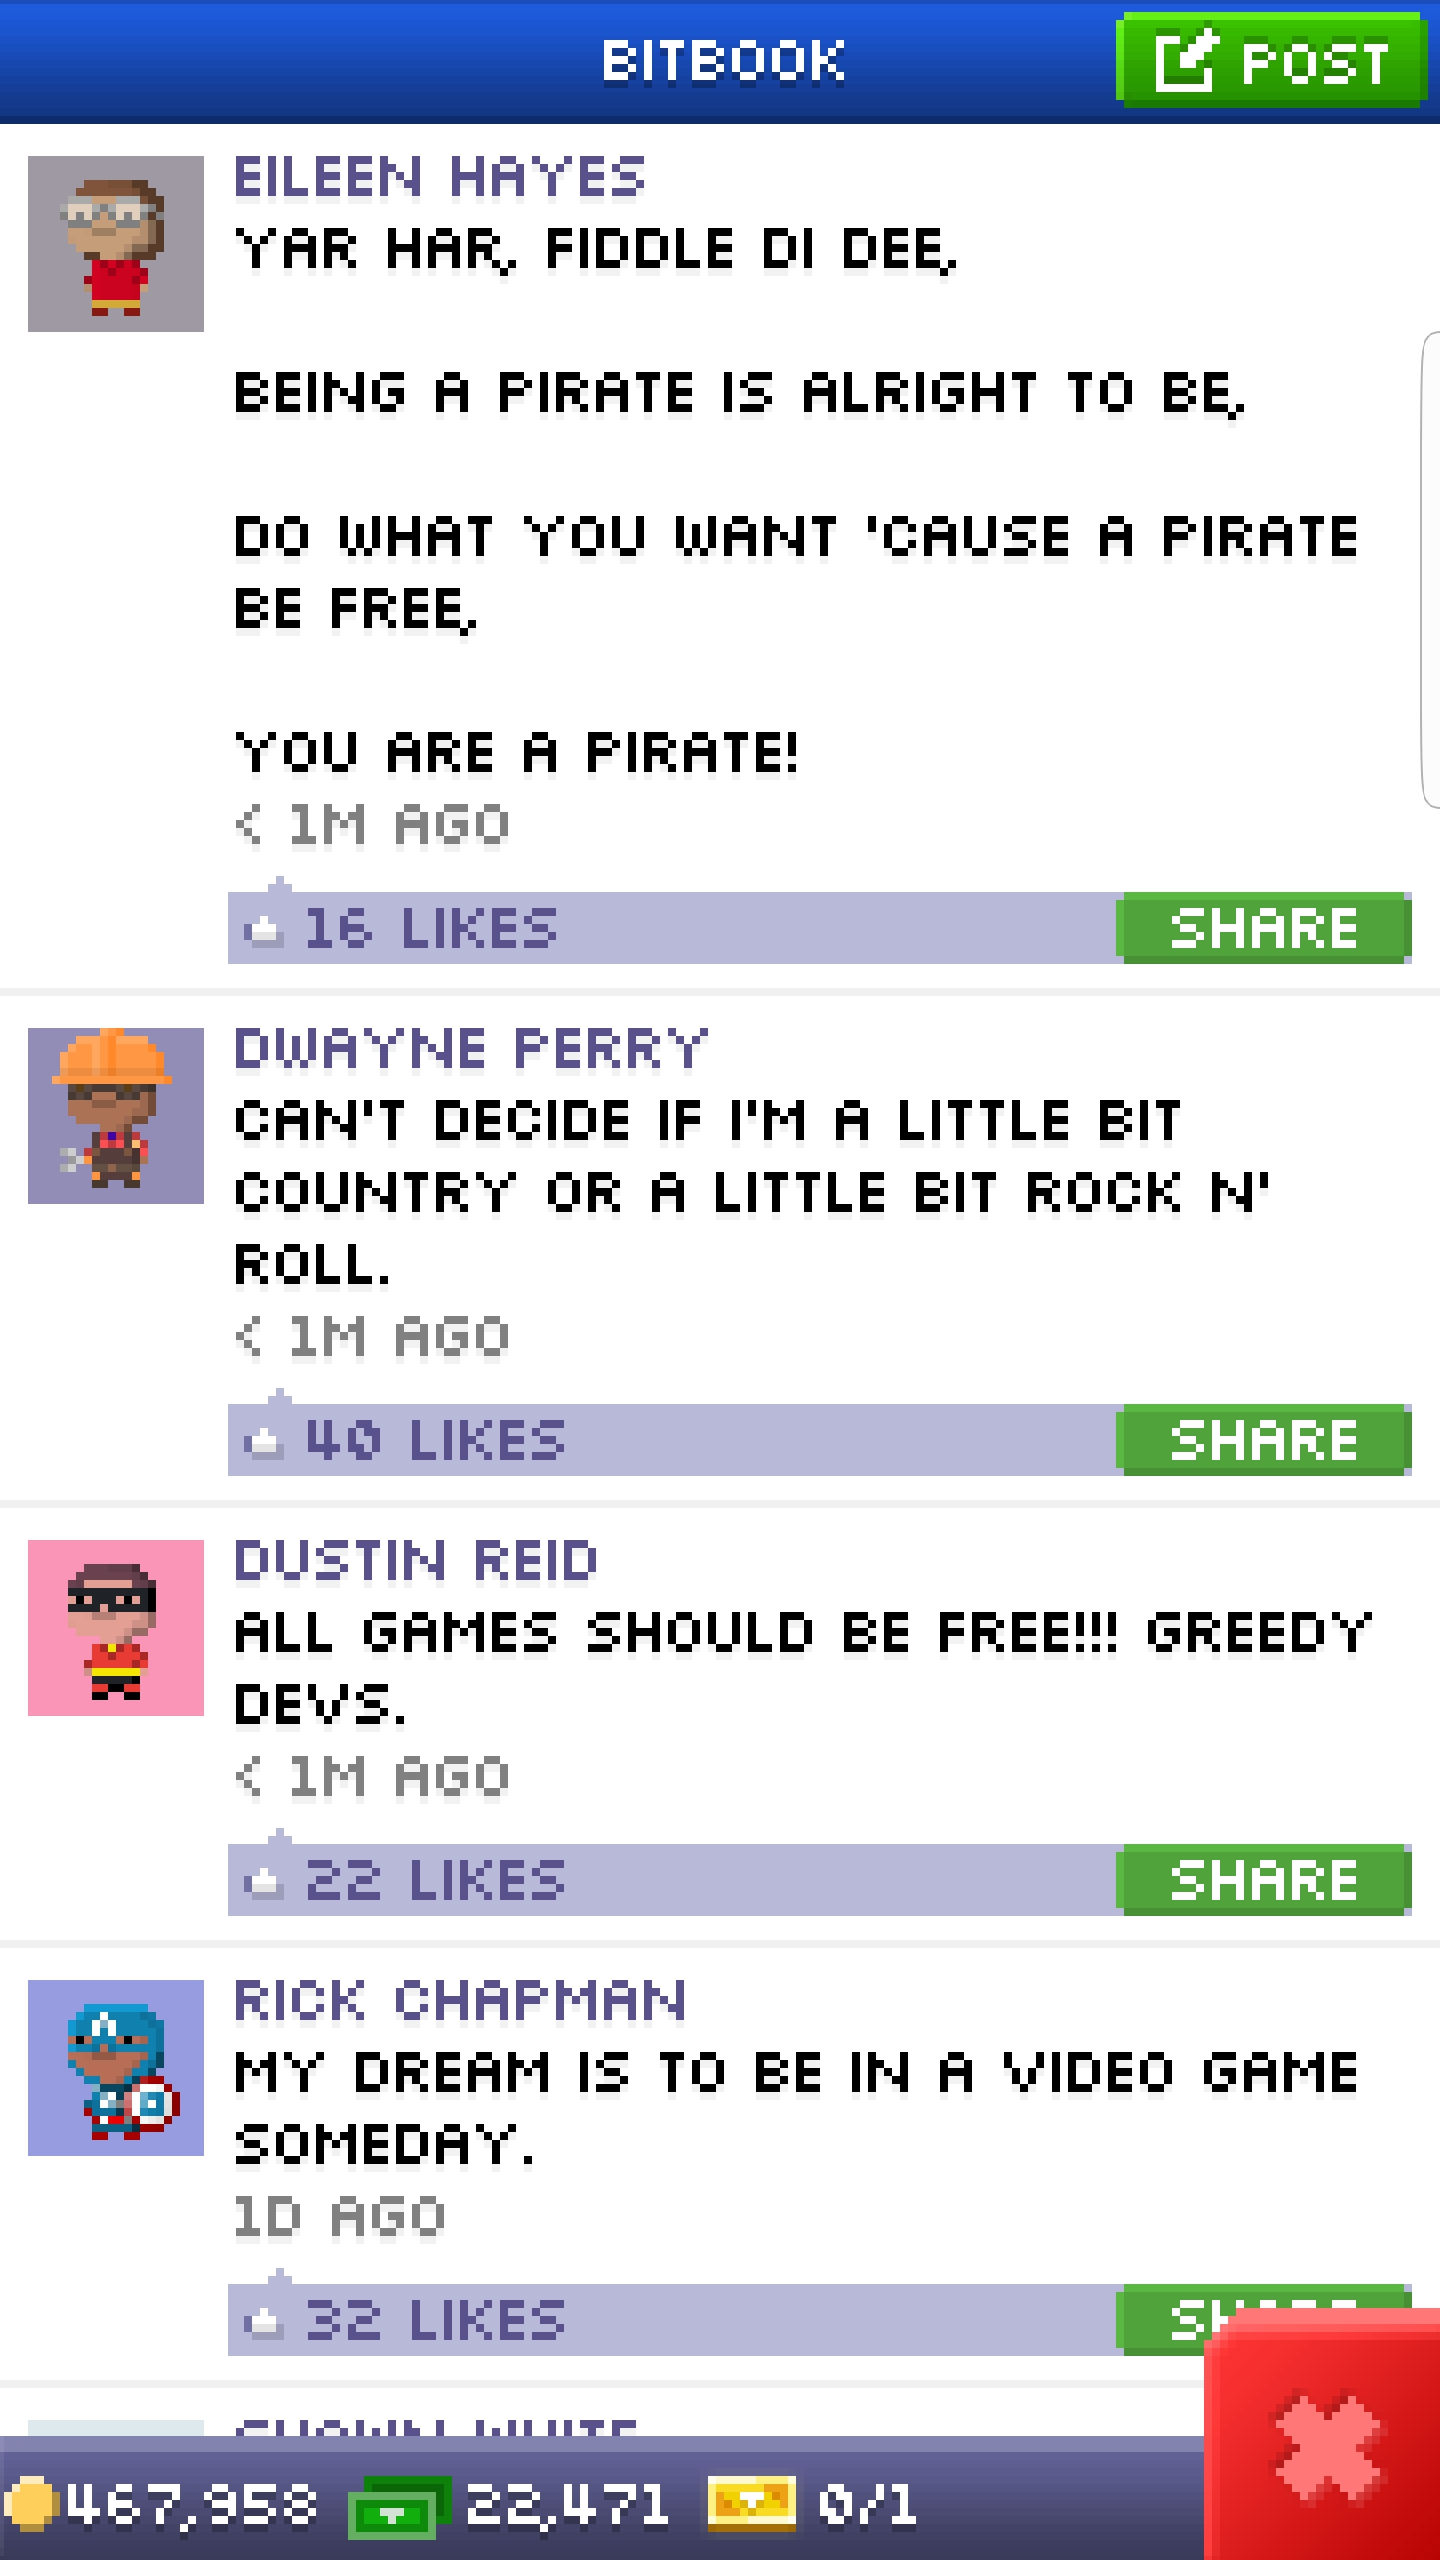 BITBOOK
POST
EILEEN HAYES
YAR HAR, FIDDLE DI DEE,
BEING A PIRATE IS ALRIGHT TO BE,
DO WHAT YOU WANT 'CAUSE A PIRATE
BE FREE,
YOU ARE A PIRATE!
< 1M AGO
16 LIKES
SHARE
DWAYNE PERRY
CAN'T DECIDE IF I'M A LITTLE BIT
COUNTRY OR A LITTLE BIT ROCK N'
ROLL.
< 1M AGO
40 LIKES
SHARE
DUSTIN REID
ALL GAMES SHOULD BE FREE!!! GREEDY
DEVS.
< 1M AGO
22 LIKES
SHARE
RICK CHAPMAN
MY DREAM IS TO BE IN A VIDEO GAME
SOMEDAY.
1D AGO
32 LIKES
467,958
22,471
0/1